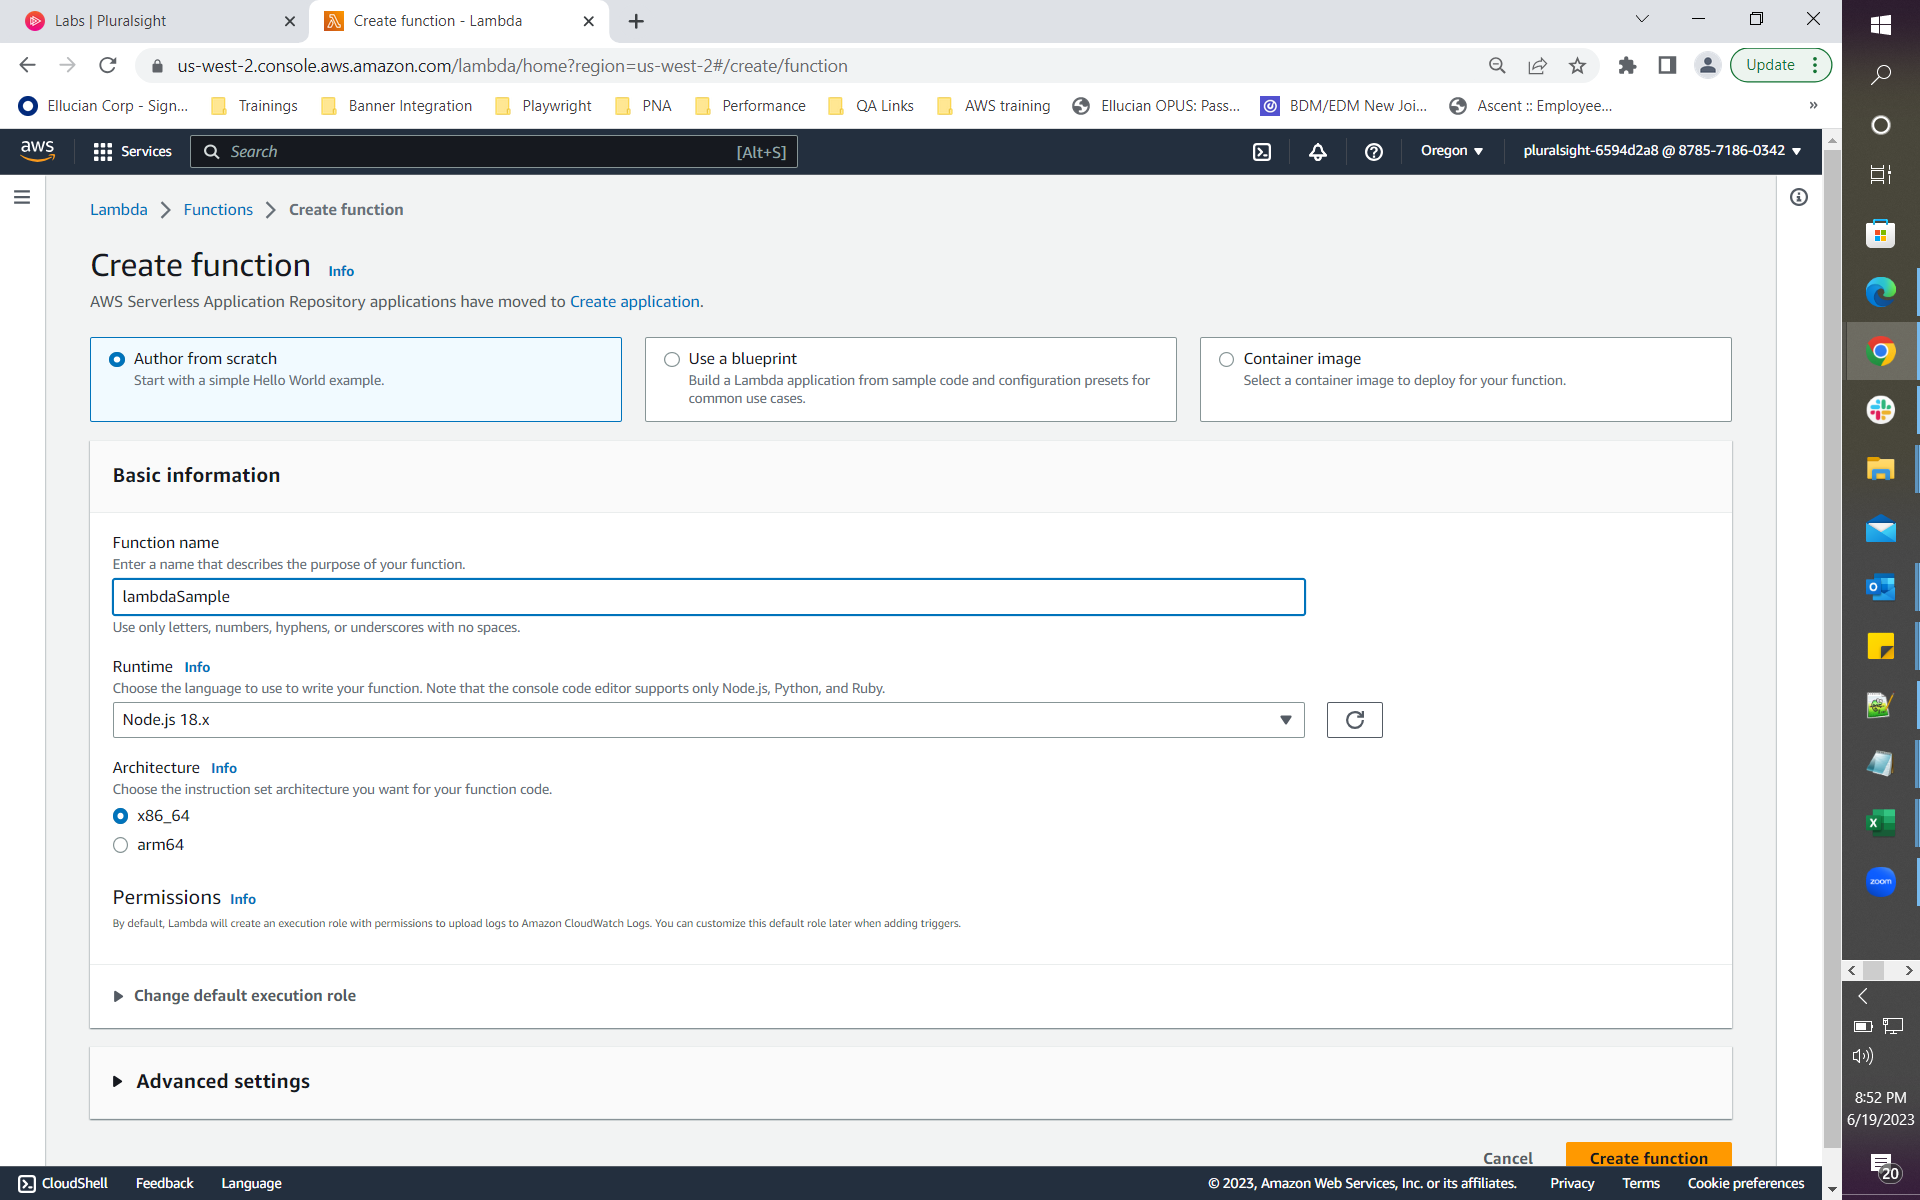 Labs | Pluralsight
Create function - Lambda
us-west-2.console.aws.amazon.com/lambda/home?region=us-west-2#/create/function
Update
Ellucian Corp - Sign...
Trainings
Banner Integration
Playwright
PNA
Performance
QA Links
AWS training
Ellucian OPUS: Pass...
BDM/EDM New Joi...
Ascent :: Employee...
»
aws
Services
Search
[Alt+S]
Oregon
pluralsight-6594d2a8 @ 8785-7186-0342
Lambda
Functions
Create function
Create function Info
AWS Serverless Application Repository applications have moved to Create application.
Author from scratch
Start with a simple Hello World example.
Use a blueprint
Build a Lambda application from sample code and configuration presets for
common use cases.
Container image
Select a container image to deploy for your function.
Basic information
Function name
Enter a name that describes the purpose of your function.
lambdaSample
Use only letters, numbers, hyphens, or underscores with no spaces.
Runtime Info
Choose the language to use to write your function. Note that the console code editor supports only Node.js, Python, and Ruby.
Node.js 18.x
Architecture Info
Choose the instruction set architecture you want for your function code.
x86_64
arm64
Permissions Info
By default, Lambda will create an execution role with permissions to upload logs to Amazon CloudWatch Logs. You can customize this default role later when adding triggers.
Change default execution role
Advanced settings
Cancel
Create function
CloudShell
Feedback
Language
© 2023, Amazon Web Services, Inc. or its affiliates.
Privacy
Terms
Cookie preferences
zoom
8:52 PM
6/19/2023
20